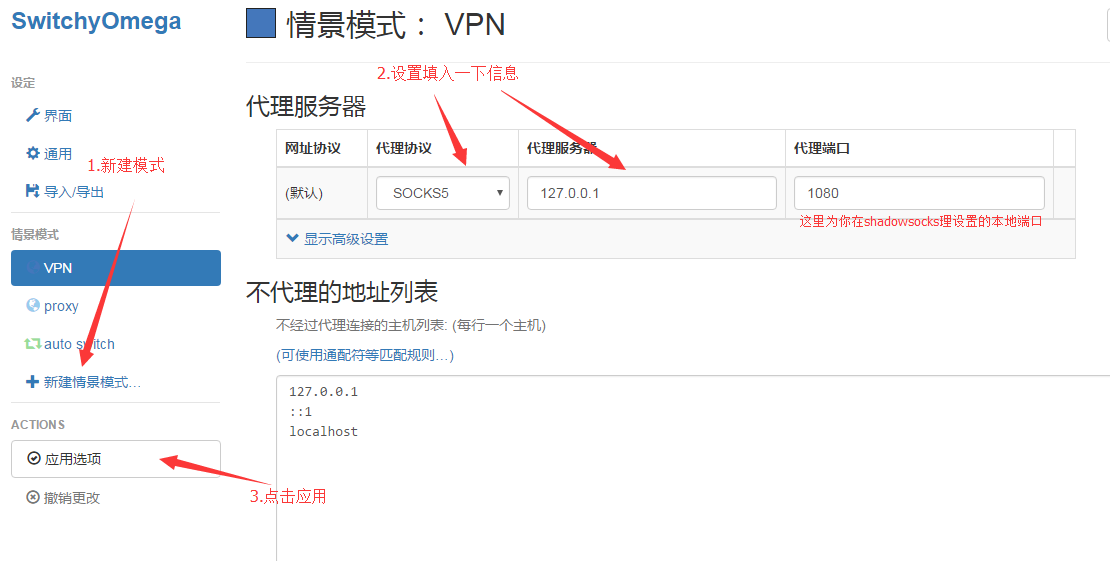 SwitchyOmega
设定
界面
通用
1.新建模式
导入/导出
情景模式
VPN
proxy
auto switch
新建情景模式…
ACTIONS
应用选项
3.点击应用
撤销更改
情景模式： VPN
2.设置填入一下信息
代理服务器
网址协议 代理协议 代理服务器 代理端口
(默认) SOCKS5 127.0.0.1 1080
这里为你在shadowsocks理设置的本地端口
显示高级设置
不代理的地址列表
不经过代理连接的主机列表: (每行一个主机)
(可使用通配符等匹配规则…)
127.0.0.1
::1
localhost